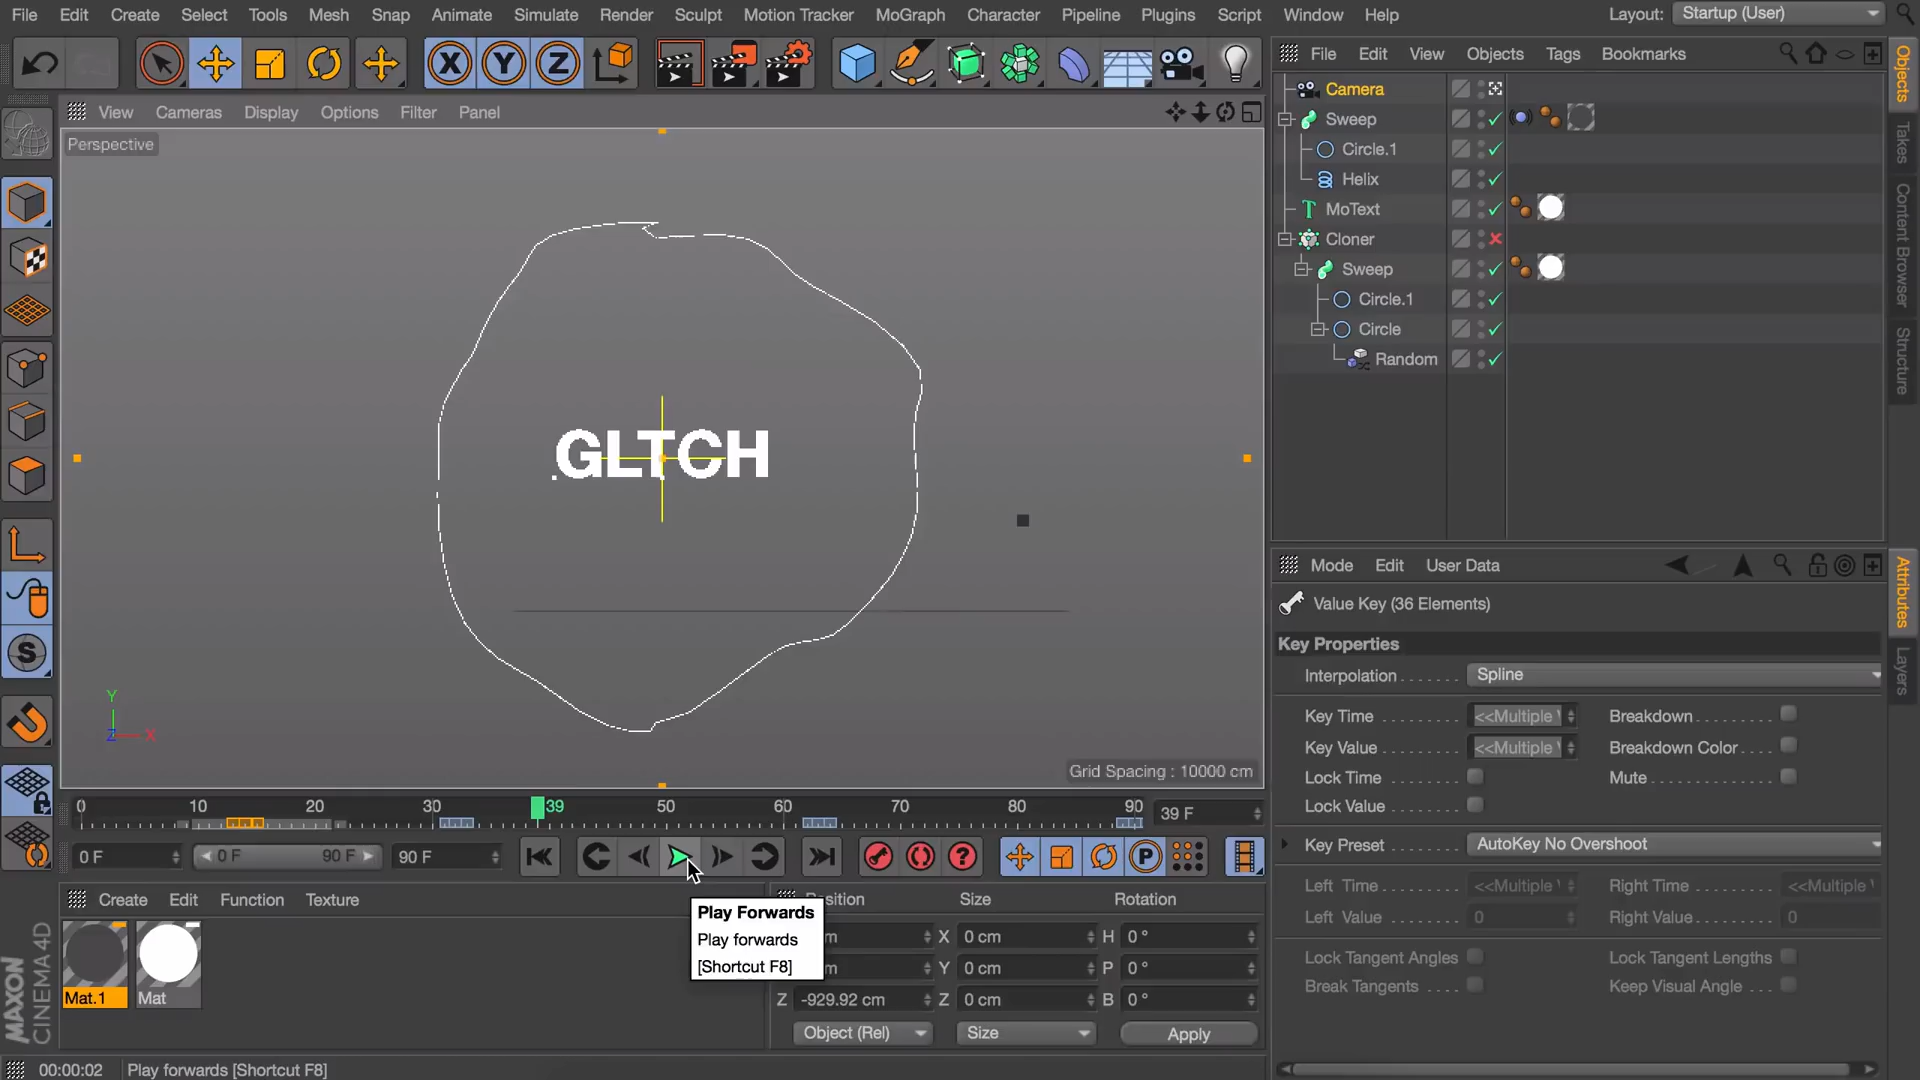 File Edit Create Select Tools Mesh Snap Animate Simulate Render Sculpt Motion Tracker MoGraph Character Pipeline Plugins Script Window Help Layout: Startup (User)
File Edit View Objects Tags Bookmarks
X Y Z
View Cameras Display Options Filter Panel
Perspective
Camera
Sweep
Circle.1
Helix
MoText
Cloner
Sweep
Circle.1
Circle
Random
Objects
Takes
Content Browser
Structure
GLTCH
Y
Z X
Grid Spacing : 10000 cm
Mode Edit User Data
Value Key (36 Elements)
Key Properties
Interpolation Spline
Key Time <<Multiple Breakdown
Key Value <<Multiple Breakdown Color
Lock Time Mute
Lock Value
Key Preset AutoKey No Overshoot
Left Time <<Multiple Right Time <<Multiple
Left Value 0 Right Value 0
Lock Tangent Angles Lock Tangent Lengths
Break Tangents Keep Visual Angle
Attributes
Layers
S
0 10 20 30 39 50 60 70 80 90 39 F
0 F 0 F 90 F 90 F
P
Create Edit Function Texture
Mat.1 Mat
Play Forwards
Play forwards
[Shortcut F8]
osition Size Rotation
m X 0 cm H 0 °
m Y 0 cm P 0 °
Z -929.92 cm Z 0 cm B 0 °
Object (Rel) Size Apply
MAXON
CINEMA 4D
00:00:02 Play forwards [Shortcut F8]